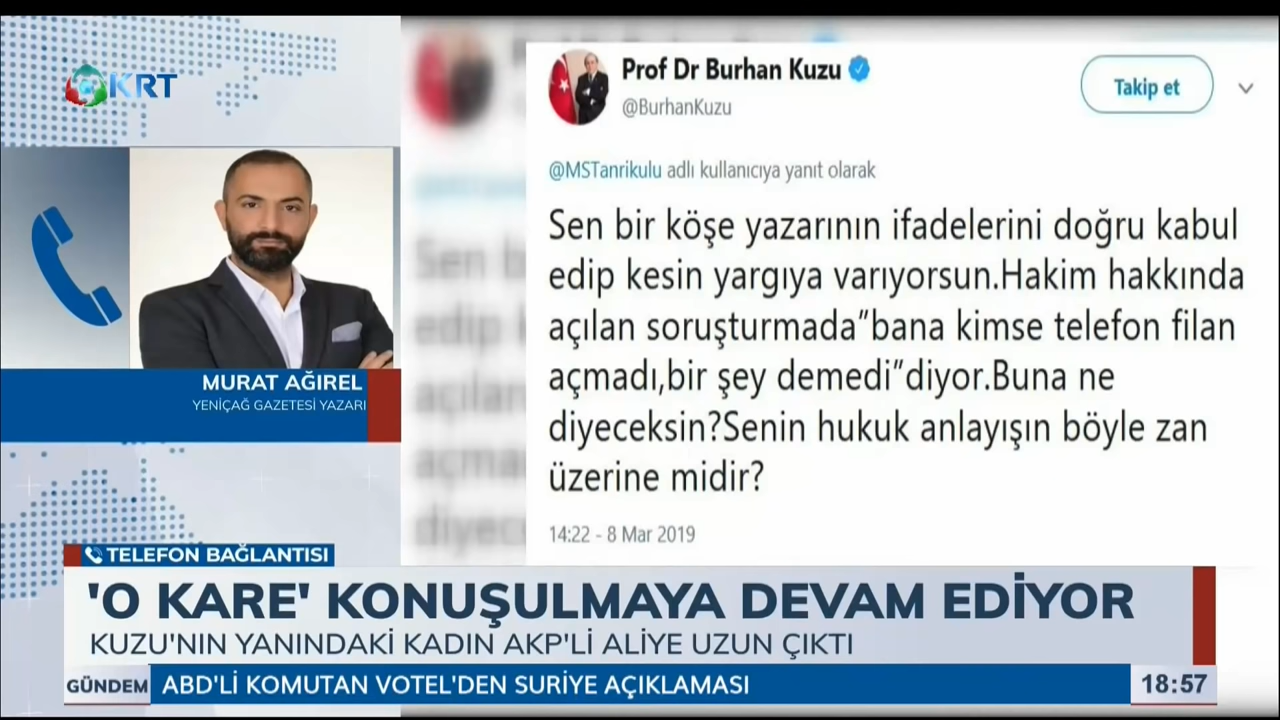 KRT
Prof Dr Burhan Kuzu
@BurhanKuzu
Takip et
@MSTanrikulu adlı kullanıcıya yanıt olarak
Sen bir köşe yazarının ifadelerini doğru kabul
edip kesin yargıya varıyorsun.Hakim hakkında
açılan soruşturmada"bana kimse telefon filan
açmadı,bir şey demedi"diyor.Buna ne
diyeceksin?Senin hukuk anlayışın böyle zan
üzerine midir?
14:22 - 8 Mar 2019
MURAT AĞIREL
YENİÇAĞ GAZETESİ YAZARI
TELEFON BAĞLANTISI
'O KARE' KONUŞULMAYA DEVAM EDİYOR
KUZU'NIN YANINDAKİ KADIN AKP'Lİ ALİYE UZUN ÇIKTI
GÜNDEM ABD'Lİ KOMUTAN VOTEL'DEN SURİYE AÇIKLAMASI 18:57